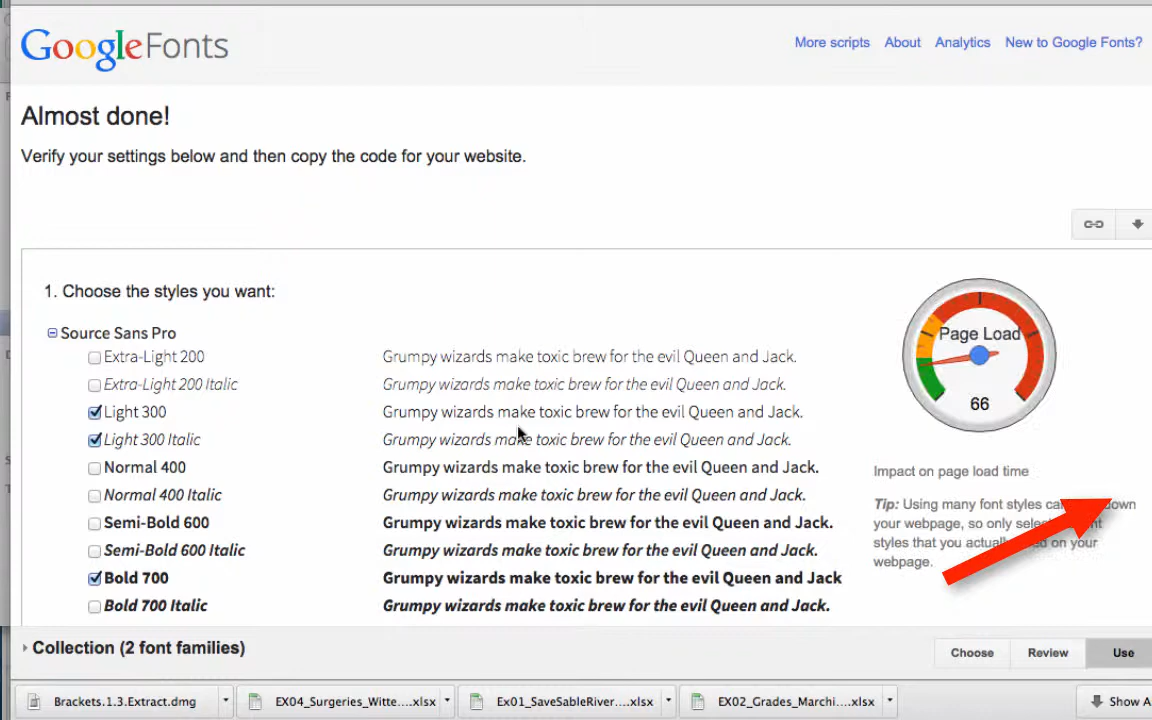 Google Fonts
More scripts About Analytics New to Google Fonts?
Almost done!
Verify your settings below and then copy the code for your website.
1. Choose the styles you want:
Source Sans Pro
Extra-Light 200 Grumpy wizards make toxic brew for the evil Queen and Jack.
Extra-Light 200 Italic Grumpy wizards make toxic brew for the evil Queen and Jack.
Light 300 Grumpy wizards make toxic brew for the evil Queen and Jack.
Light 300 Italic Grumpy wizards make toxic brew for the evil Queen and Jack.
Normal 400 Grumpy wizards make toxic brew for the evil Queen and Jack.
Normal 400 Italic Grumpy wizards make toxic brew for the evil Queen and Jack.
Semi-Bold 600 Grumpy wizards make toxic brew for the evil Queen and Jack.
Semi-Bold 600 Italic Grumpy wizards make toxic brew for the evil Queen and Jack.
Bold 700 Grumpy wizards make toxic brew for the evil Queen and Jack
Bold 700 Italic Grumpy wizards make toxic brew for the evil Queen and Jack.
Page Load
66
Impact on page load time
Tip: Using many font styles can down
your webpage, so only
styles that you on your
webpage.
Collection (2 font families)
Choose Review Use
Brackets.1.3.Extract.dmg EX04_Surgeries_Witte....xlsx Ex01_SaveSableRiver....xlsx EX02_Grades_Marchi....xlsx Show A